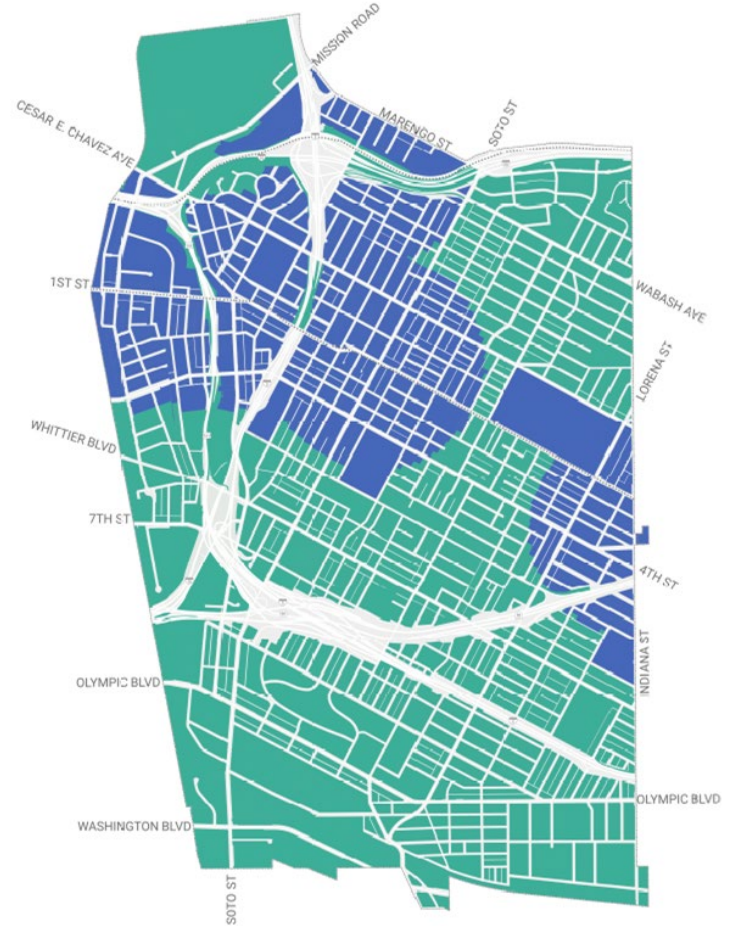 MISSION ROAD
CESAR E. CHAVEZ AVE
MARENGO ST
SOTO ST
1ST ST
WABASH AVE
LORENA ST
WHITTIER BLVD
7TH ST
4TH ST
INDIANA ST
OLYMPIC BLVD
OLYMPIC BLVD
WASHINGTON BLVD
SOTO ST